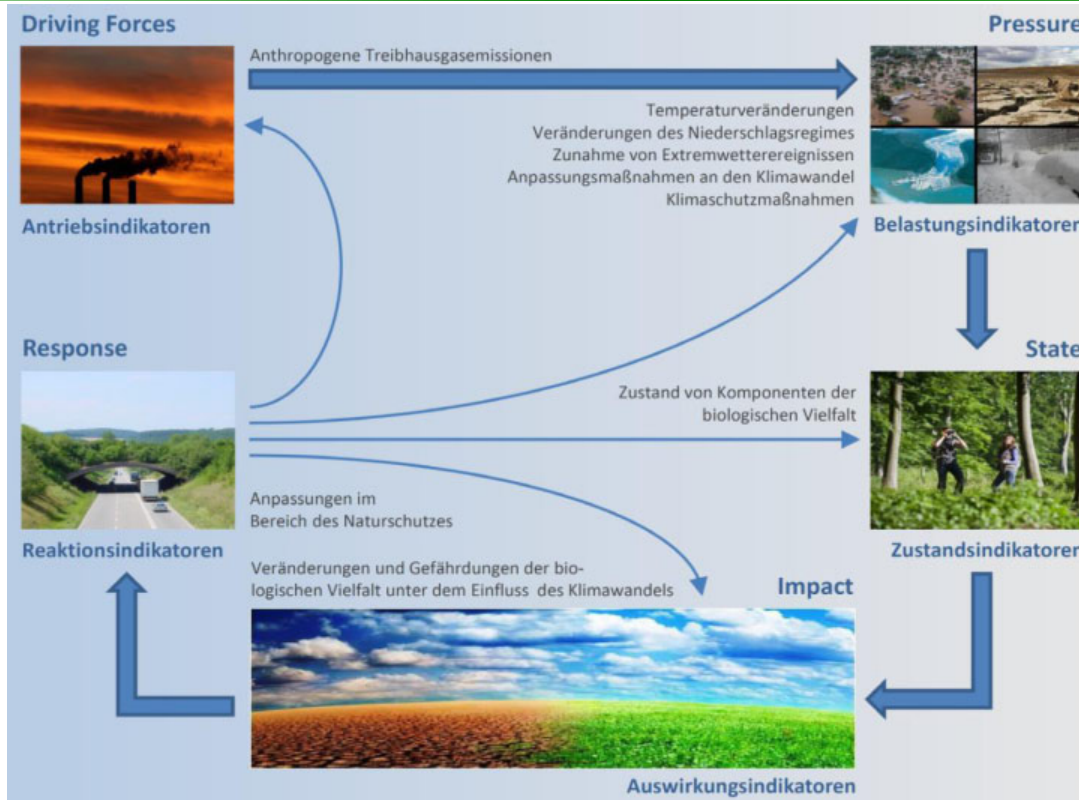 Driving Forces
Pressure
Anthropogene Treibhausgasemissionen
Temperaturveränderungen
Veränderungen des Niederschlagsregimes
Zunahme von Extremwetterereignissen
Anpassungsmaßnahmen an den Klimawandel
Klimaschutzmaßnahmen
Antriebsindikatoren
Belastungsindikatoren
Response
State
Zustand von Komponenten der
biologischen Vielfalt
Anpassungen im
Bereich des Naturschutzes
Reaktionsindikatoren
Zustandsindikatoren
Veränderungen und Gefährdungen der bio-
logischen Vielfalt unter dem Einfluss des Klimawandels
Impact
Auswirkungsindikatoren